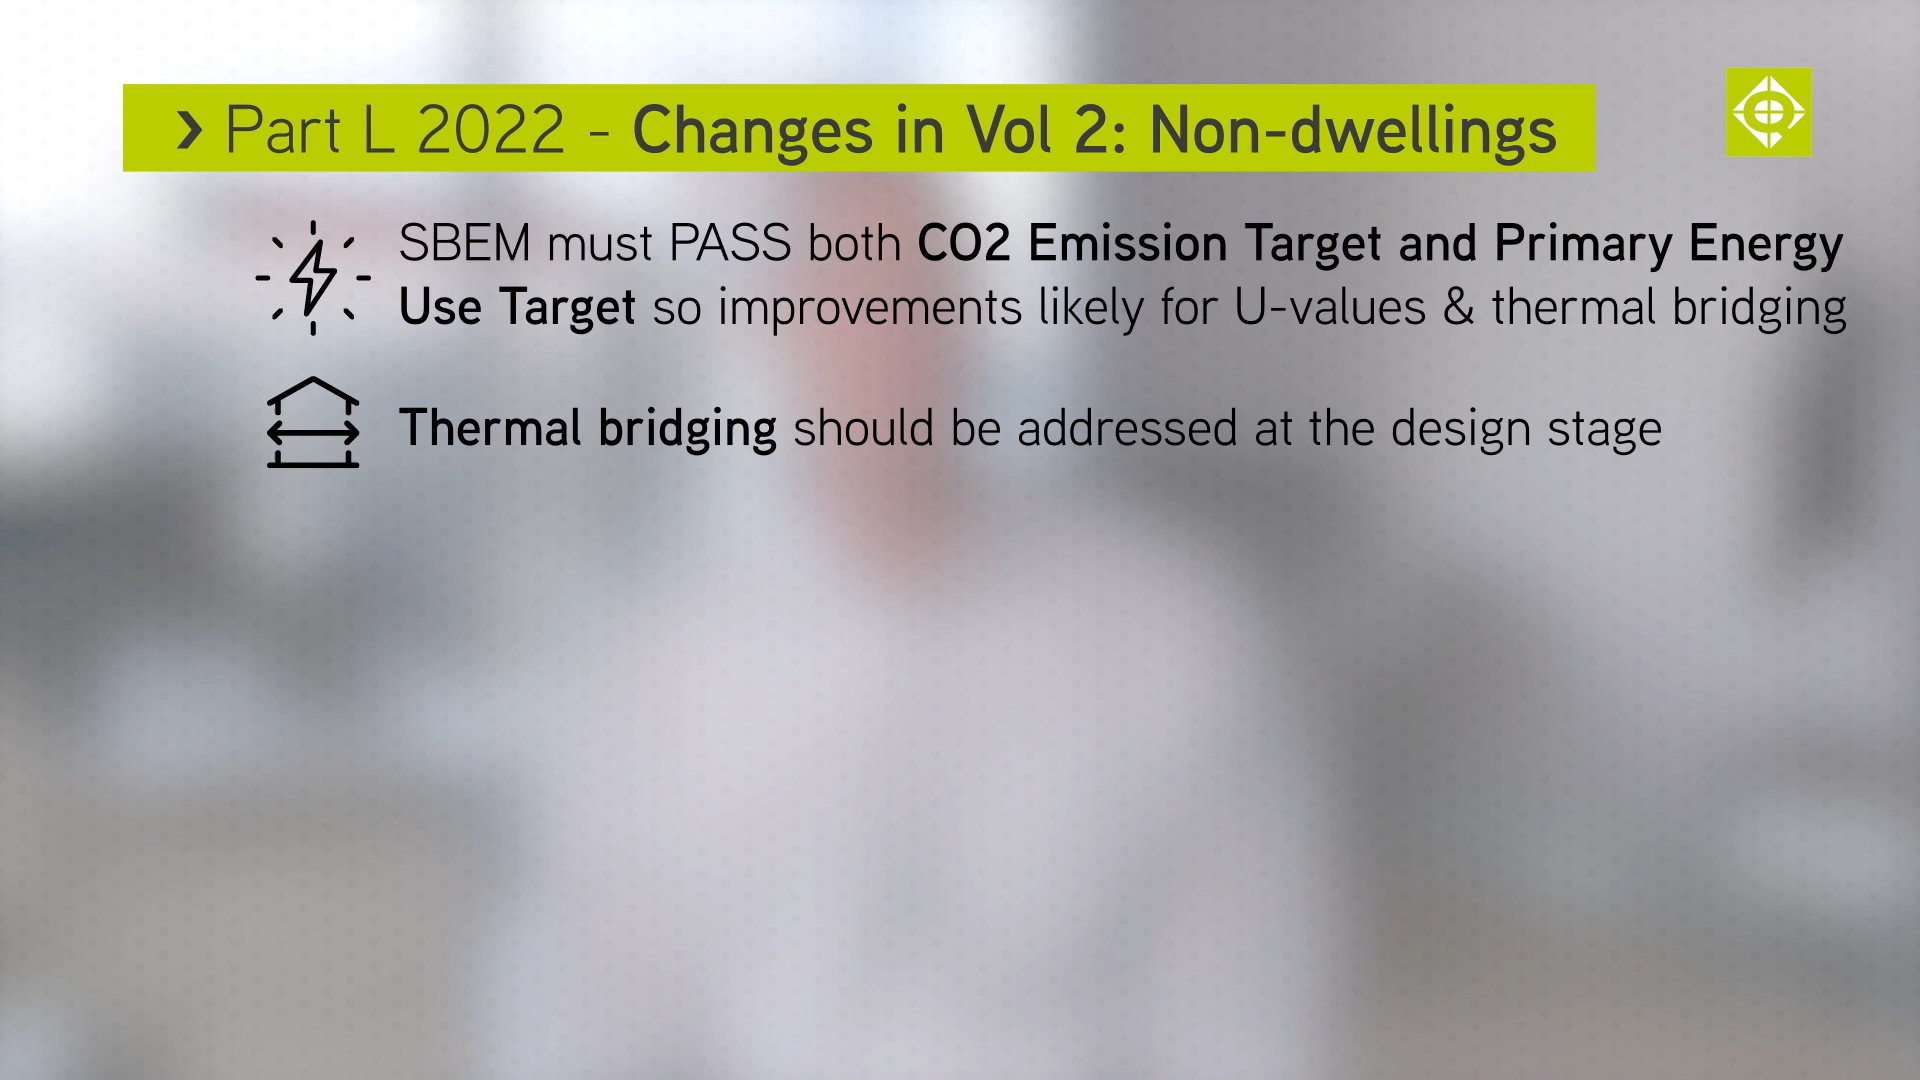 Part L 2022 - Changes in Vol 2: Non-dwellings
SBEM must PASS both CO2 Emission Target and Primary Energy
Use Target so improvements likely for U-values & thermal bridging
Thermal bridging should be addressed at the design stage